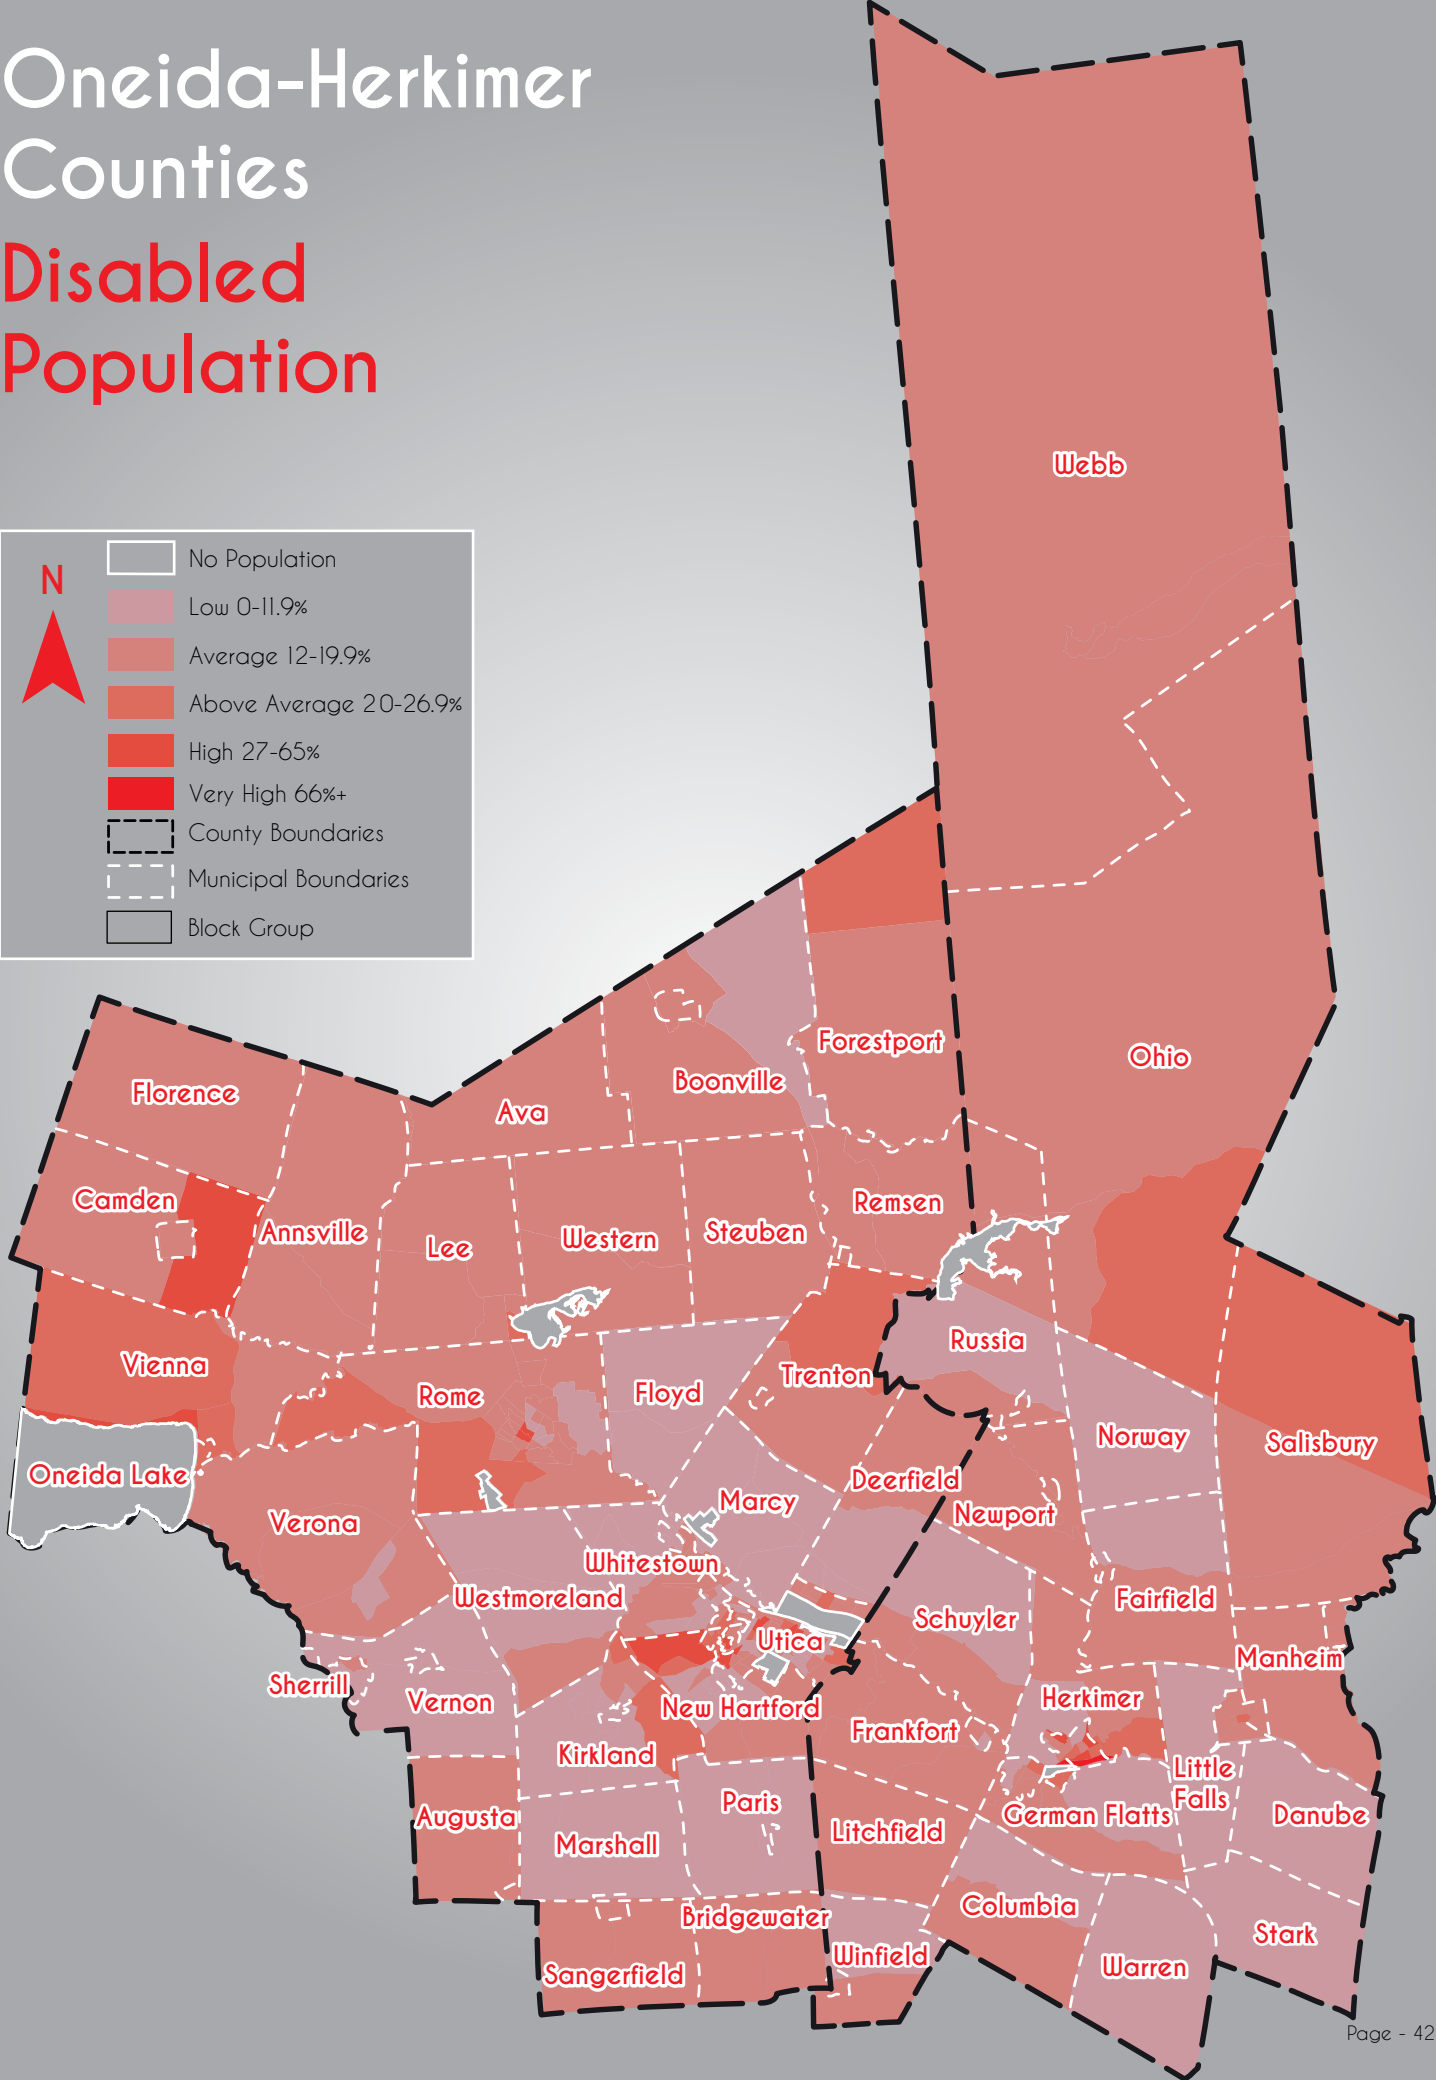 Oneida-Herkimer
Counties
Disabled
Population
N
No Population
Low 0-11.9%
Average 12-19.9%
Above Average 20-26.9%
High 27-65%
Very High 66%+
County Boundaries
Municipal Boundaries
Block Group
Webb
Ohio
Forestport
Boonville
Ava
Florence
Camden
Annsville
Lee
Western
Steuben
Remsen
Vienna
Rome
Floyd
Trenton
Russia
Norway
Salisbury
Oneida Lake
Verona
Marcy
Deerfield
Newport
Whitestown
Westmoreland
Utica
Schuyler
Fairfield
Manheim
Sherrill
Vernon
New Hartford
Herkimer
Frankfort
Kirkland
Little
Falls
Augusta
Marshall
Paris
Litchfield
German Flatts
Danube
Bridgewater
Columbia
Stark
Sangerfield
Winfield
Warren
Page - 42